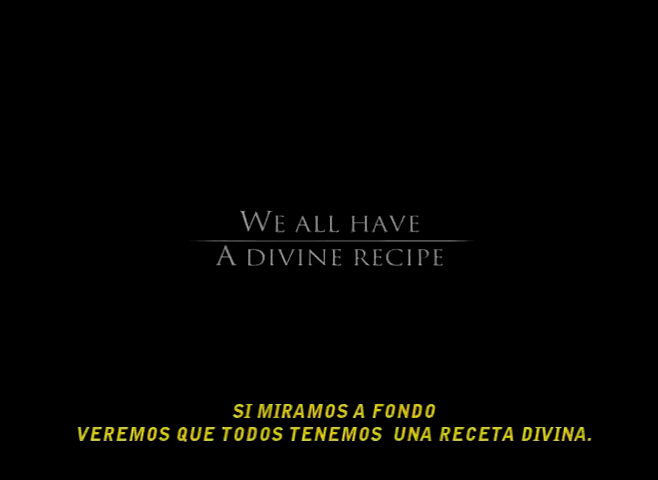 WE ALL HAVE
A DIVINE RECIPE
SI MIRAMOS A FONDO
VEREMOS QUE TODOS TENEMOS  UNA RECETA DIVINA.